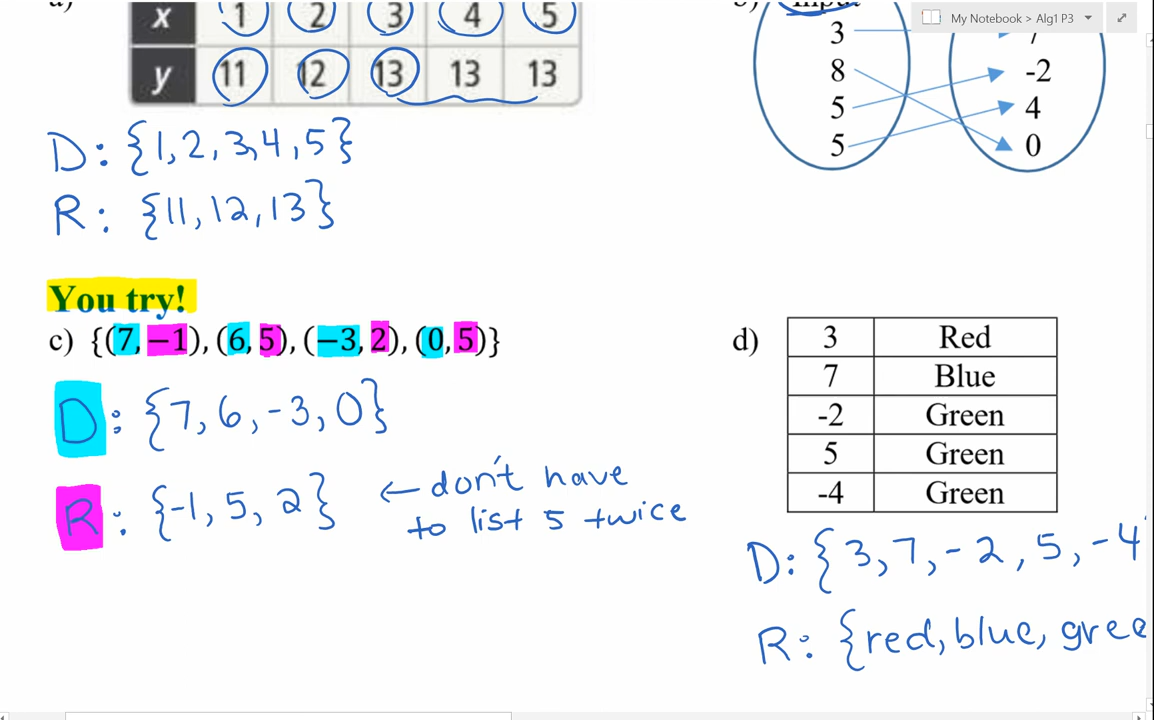 x 1 2 3 4 5
y 11 12 13 13 13
D: {1,2,3,4,5}
R: {11,12,13}
My Notebook > Alg1 P3
3
8 -2
5 4
5 0
You try!
c) {(7,−1),(6,5),(−3,2),(0,5)}
D: {7,6,-3,0}
R: {-1,5,2} ← don't have
to list 5 twice
d) 3 Red
7 Blue
-2 Green
5 Green
-4 Green
D: {3,7,-2,5,-4
R: {red,blue,gree